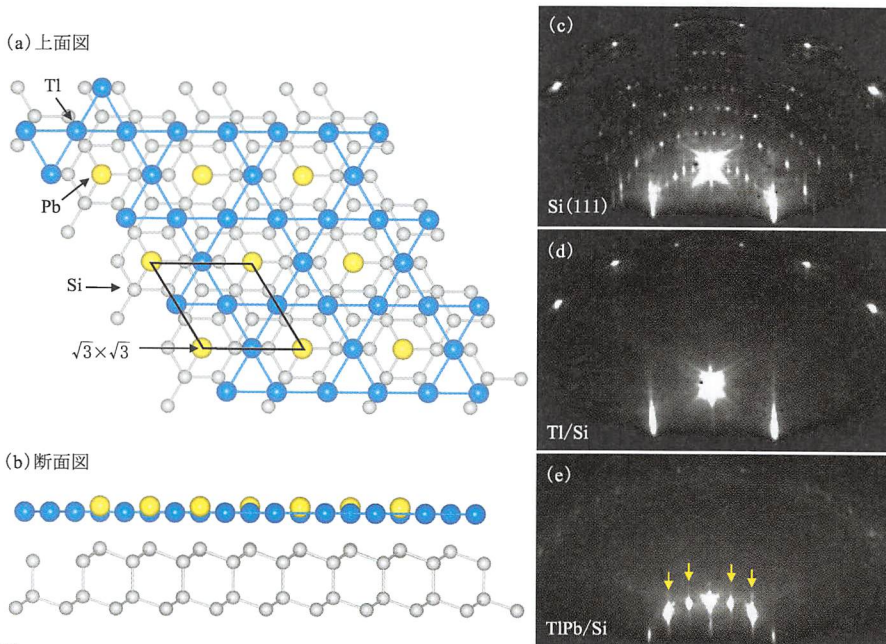 (a)上面図
Tl
Pb
Si
√3×√3
(b)断面図
(c)
Si(111)
(d)
Tl/Si
(e)
TlPb/Si